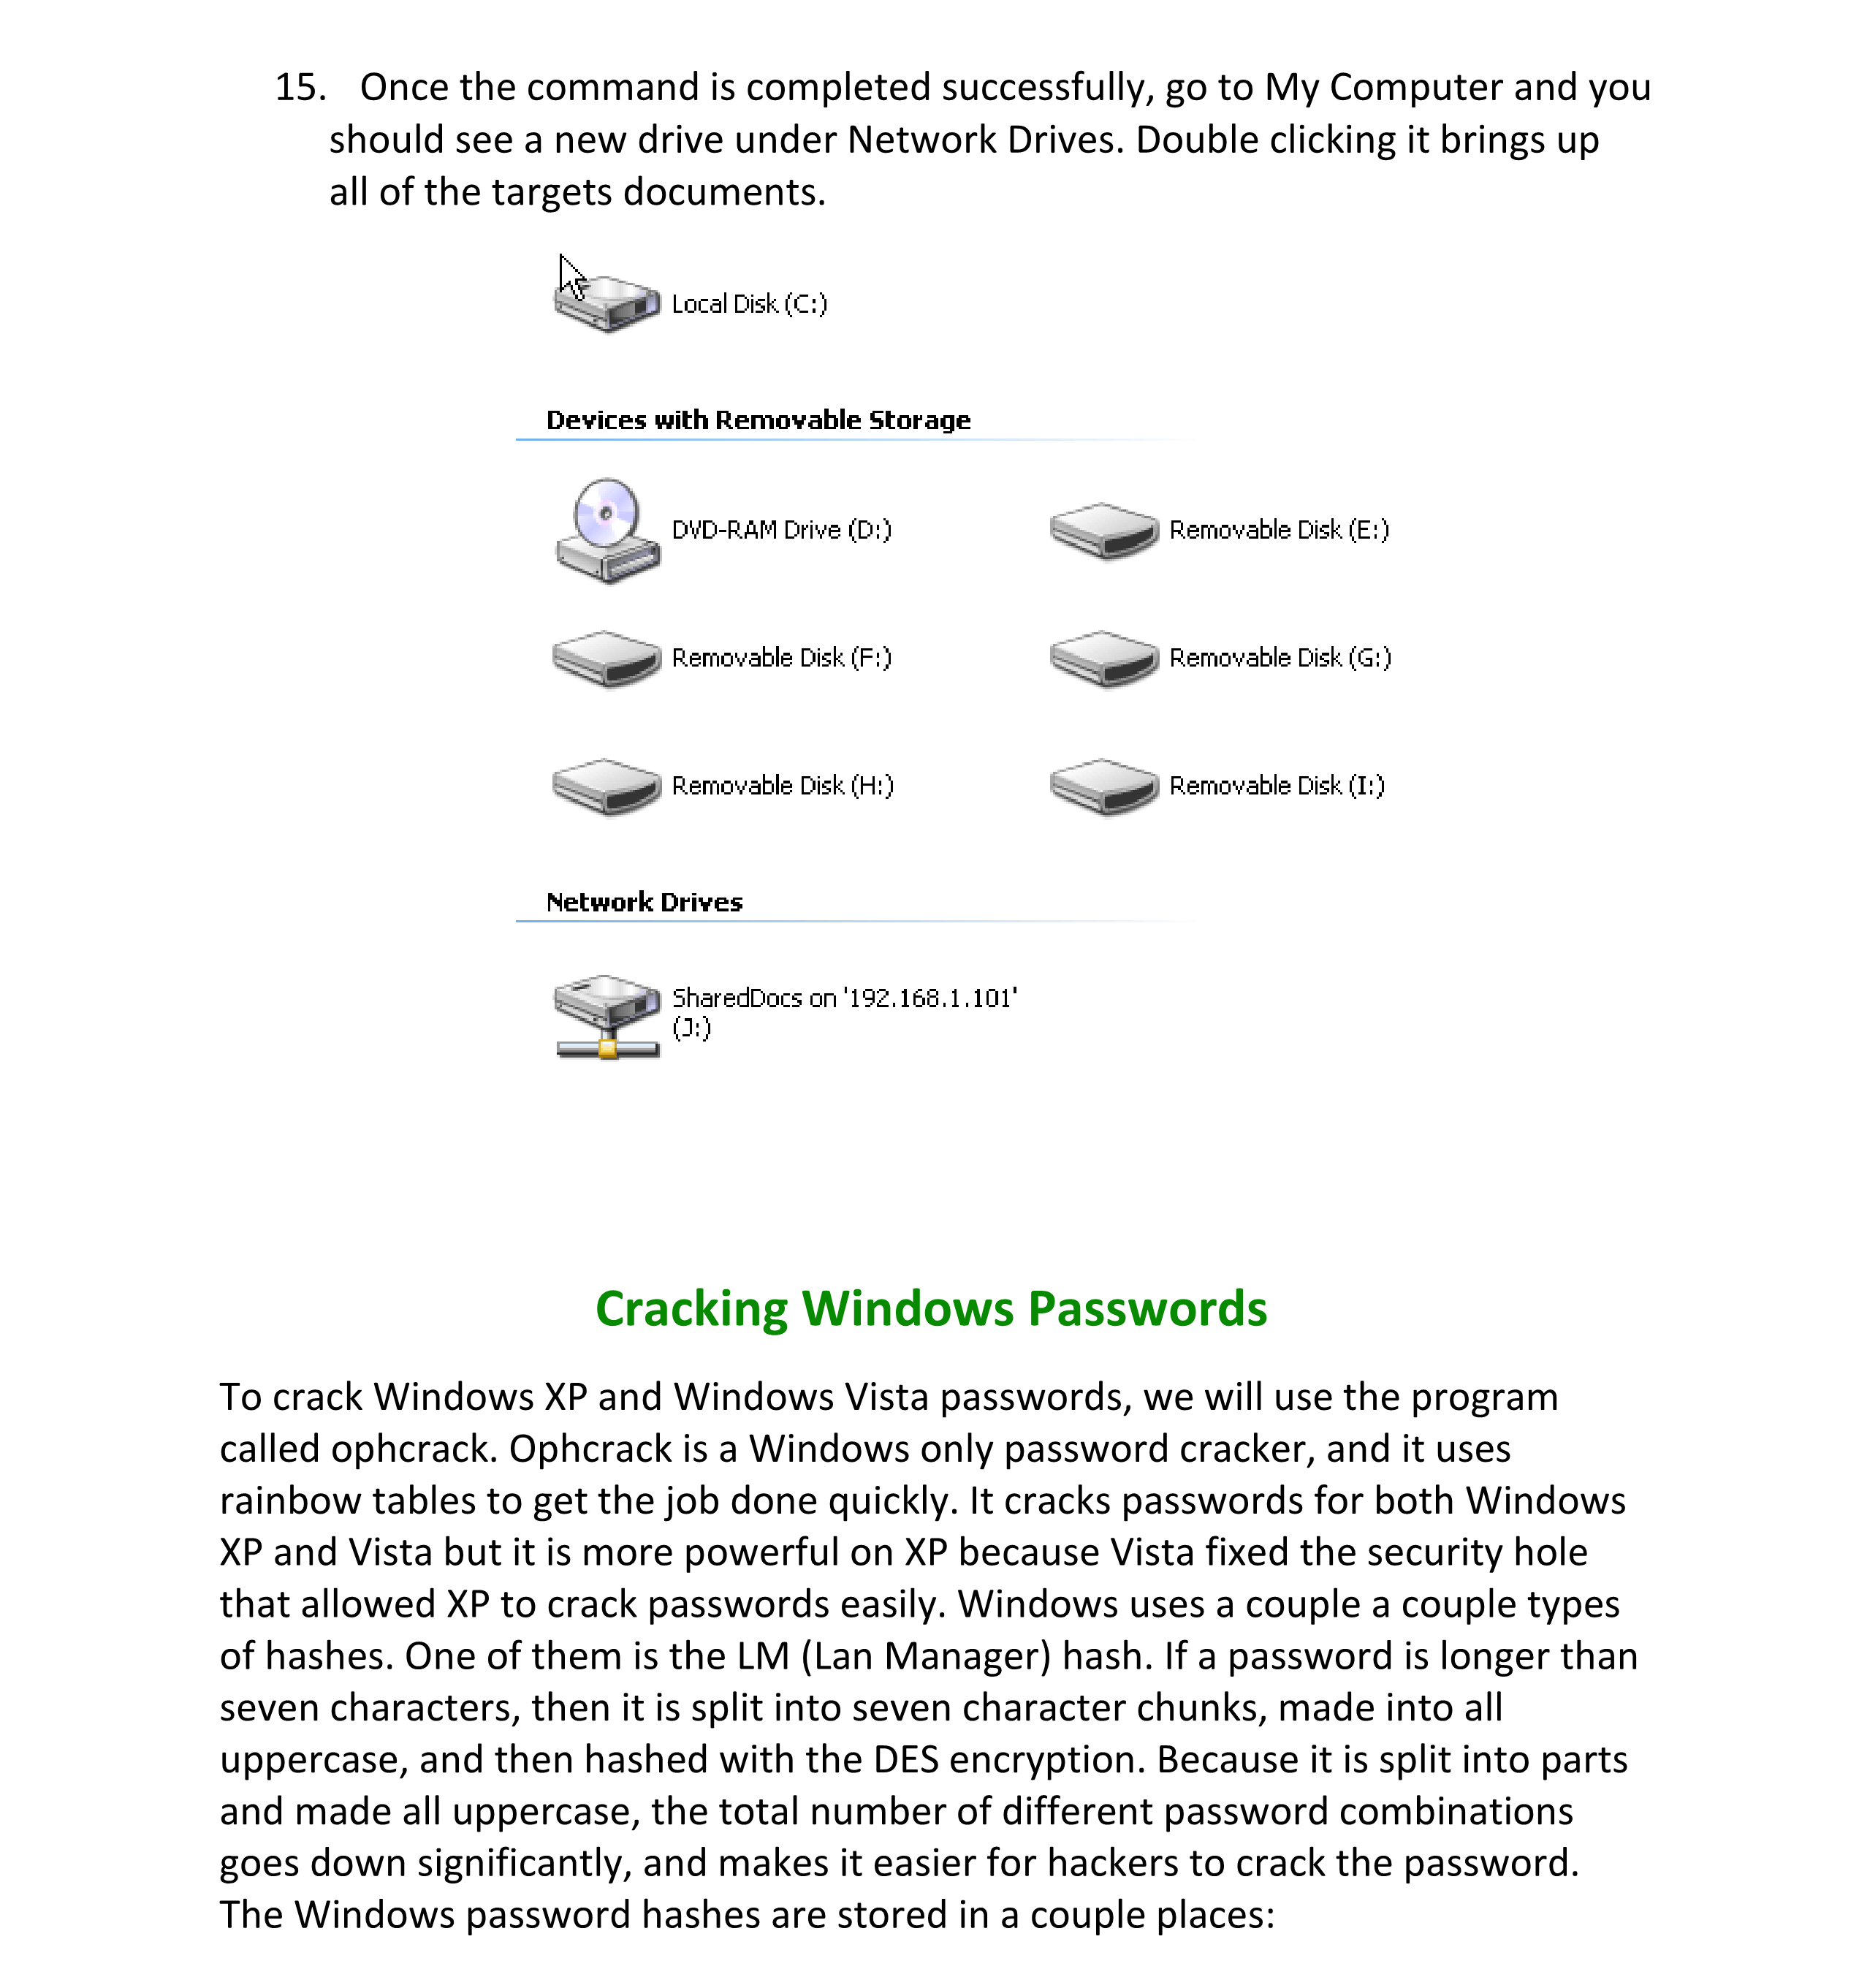 15. Once the command is completed successfully, go to My Computer and you
should see a new drive under Network Drives. Double clicking it brings up
all of the targets documents.
Local Disk (C:)
Devices with Removable Storage
DVD-RAM Drive (D:)
Removable Disk (E:)
Removable Disk (F:)
Removable Disk (G:)
Removable Disk (H:)
Removable Disk (I:)
Network Drives
SharedDocs on '192.168.1.101'
(J:)
Cracking Windows Passwords
To crack Windows XP and Windows Vista passwords, we will use the program
called ophcrack. Ophcrack is a Windows only password cracker, and it uses
rainbow tables to get the job done quickly. It cracks passwords for both Windows
XP and Vista but it is more powerful on XP because Vista fixed the security hole
that allowed XP to crack passwords easily. Windows uses a couple a couple types
of hashes. One of them is the LM (Lan Manager) hash. If a password is longer than
seven characters, then it is split into seven character chunks, made into all
uppercase, and then hashed with the DES encryption. Because it is split into parts
and made all uppercase, the total number of different password combinations
goes down significantly, and makes it easier for hackers to crack the password.
The Windows password hashes are stored in a couple places: